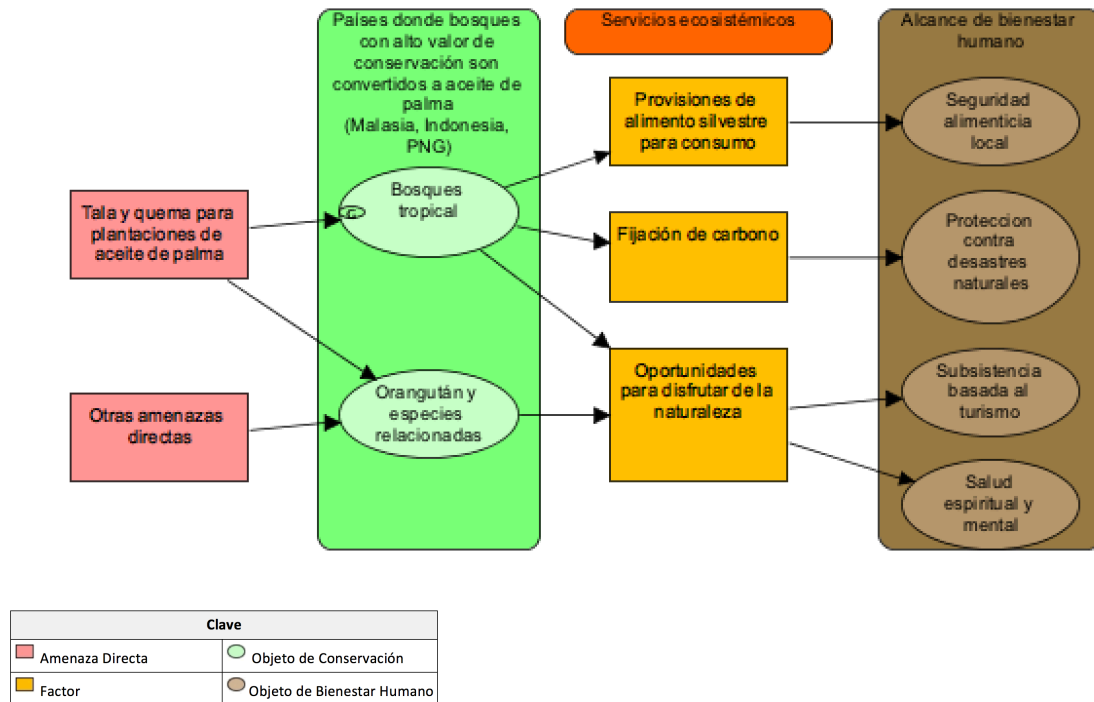 Países donde bosques
con alto valor de
conservación son
convertidos a aceite de
palma
(Malasia, Indonesia,
PNG)
Servicios ecosistémicos
Alcance de bienestar
humano
Tala y quema para
plantaciones de
aceite de palma
Otras amenazas
directas
Bosques
tropical
Orangután y
especies
relacionadas
Provisiones de
alimento silvestre
para consumo
Fijación de carbono
Oportunidades
para disfrutar de la
naturaleza
Seguridad
alimenticia
local
Proteccion
contra
desastres
naturales
Subsistencia
basada al
turismo
Salud
espiritual y
mental
Clave
Amenaza Directa
Objeto de Conservación
Factor
Objeto de Bienestar Humano